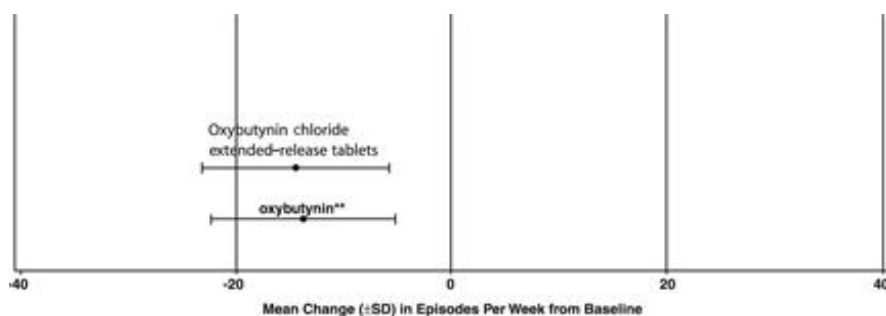 Oxybutynin chloride
extended-release tablets
oxybutynin**
-40 -20 0 20 40
Mean Change (±SD) in Episodes Per Week from Baseline